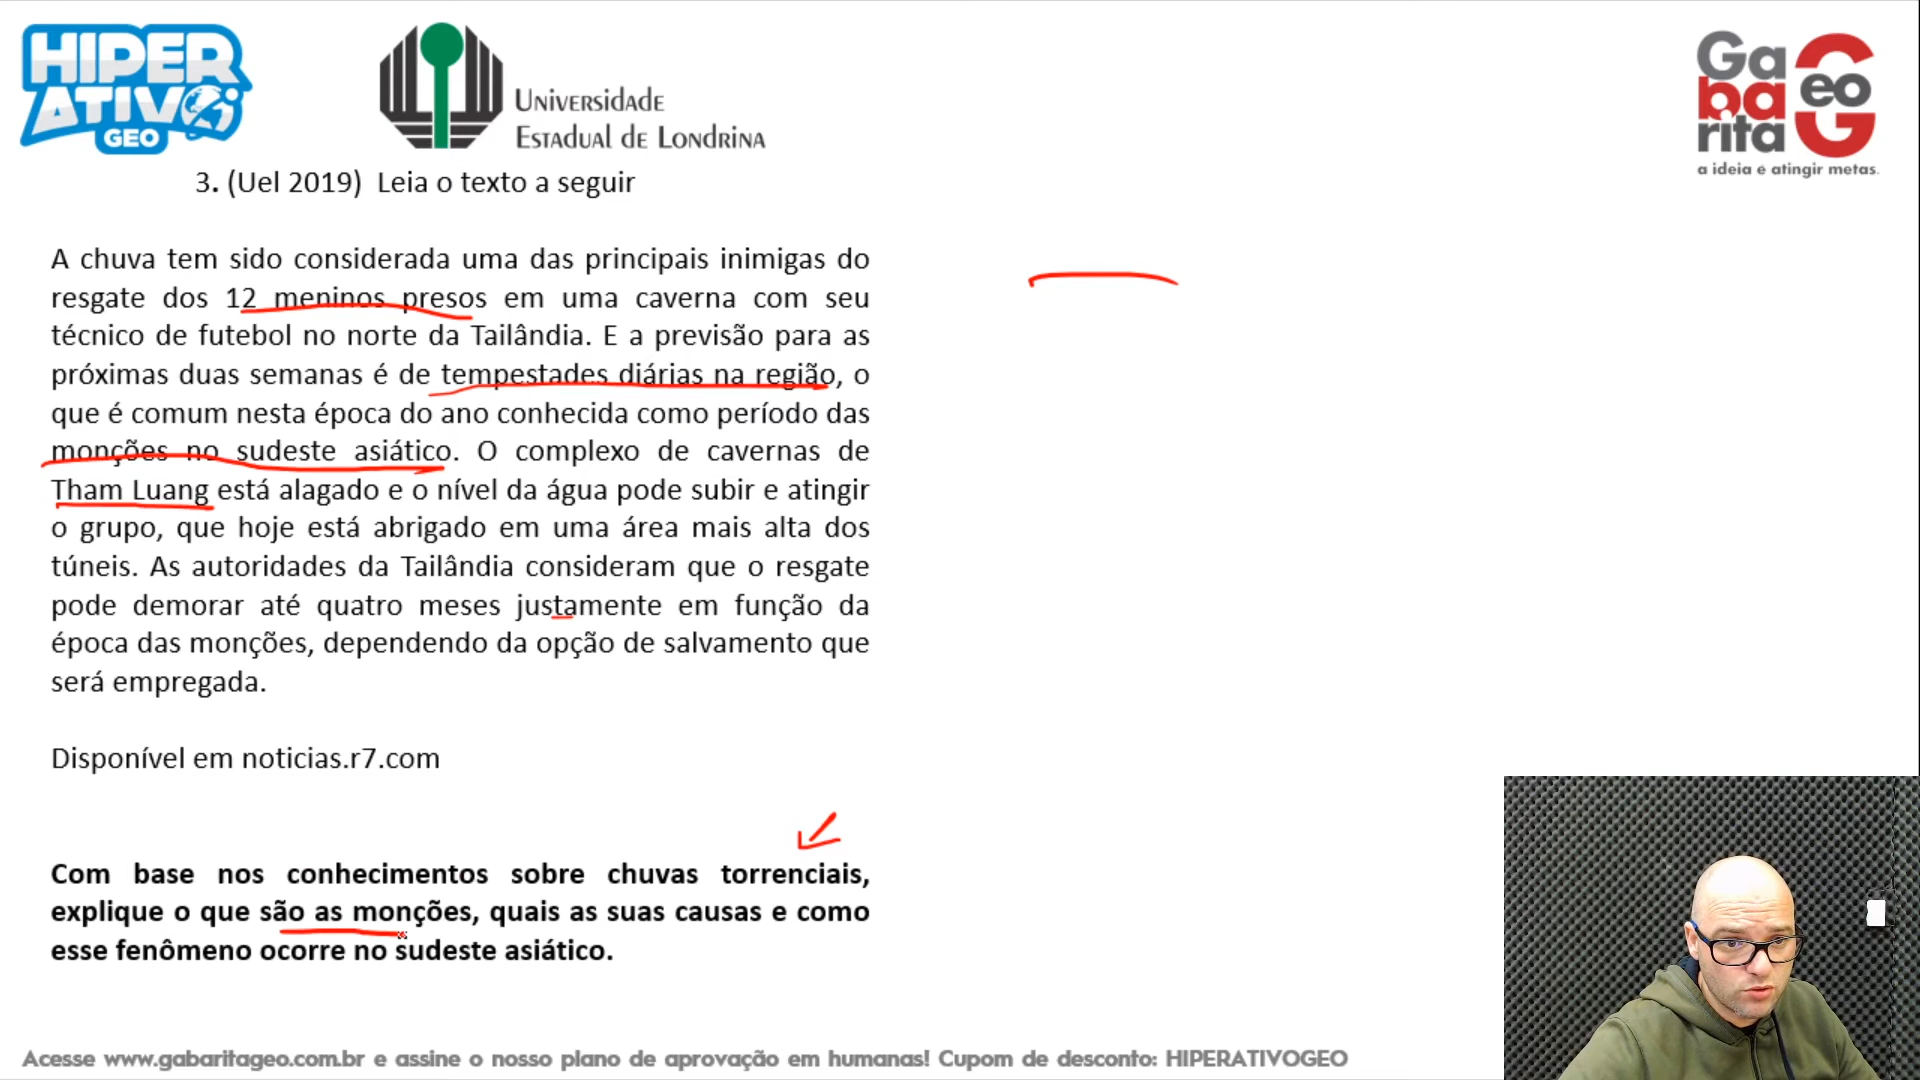 HIPER
ATIVO
GEO
Universidade
Estadual de Londrina
Ga
ba
rita
eo
G
a ideia e atingir metas.
3. (Uel 2019) Leia o texto a seguir
A chuva tem sido considerada uma das principais inimigas do
resgate dos 12 meninos presos em uma caverna com seu
técnico de futebol no norte da Tailândia. E a previsão para as
próximas duas semanas é de tempestades diárias na região, o
que é comum nesta época do ano conhecida como período das
monções no sudeste asiático. O complexo de cavernas de
Tham Luang está alagado e o nível da água pode subir e atingir
o grupo, que hoje está abrigado em uma área mais alta dos
túneis. As autoridades da Tailândia consideram que o resgate
pode demorar até quatro meses justamente em função da
época das monções, dependendo da opção de salvamento que
será empregada.
Disponível em noticias.r7.com
Com base nos conhecimentos sobre chuvas torrenciais,
explique o que são as monções, quais as suas causas e como
esse fenômeno ocorre no sudeste asiático.
Acesse www.gabaritageo.com.br e assine o nosso plano de aprovação em humanas! Cupom de desconto: HIPERATIVOGEO